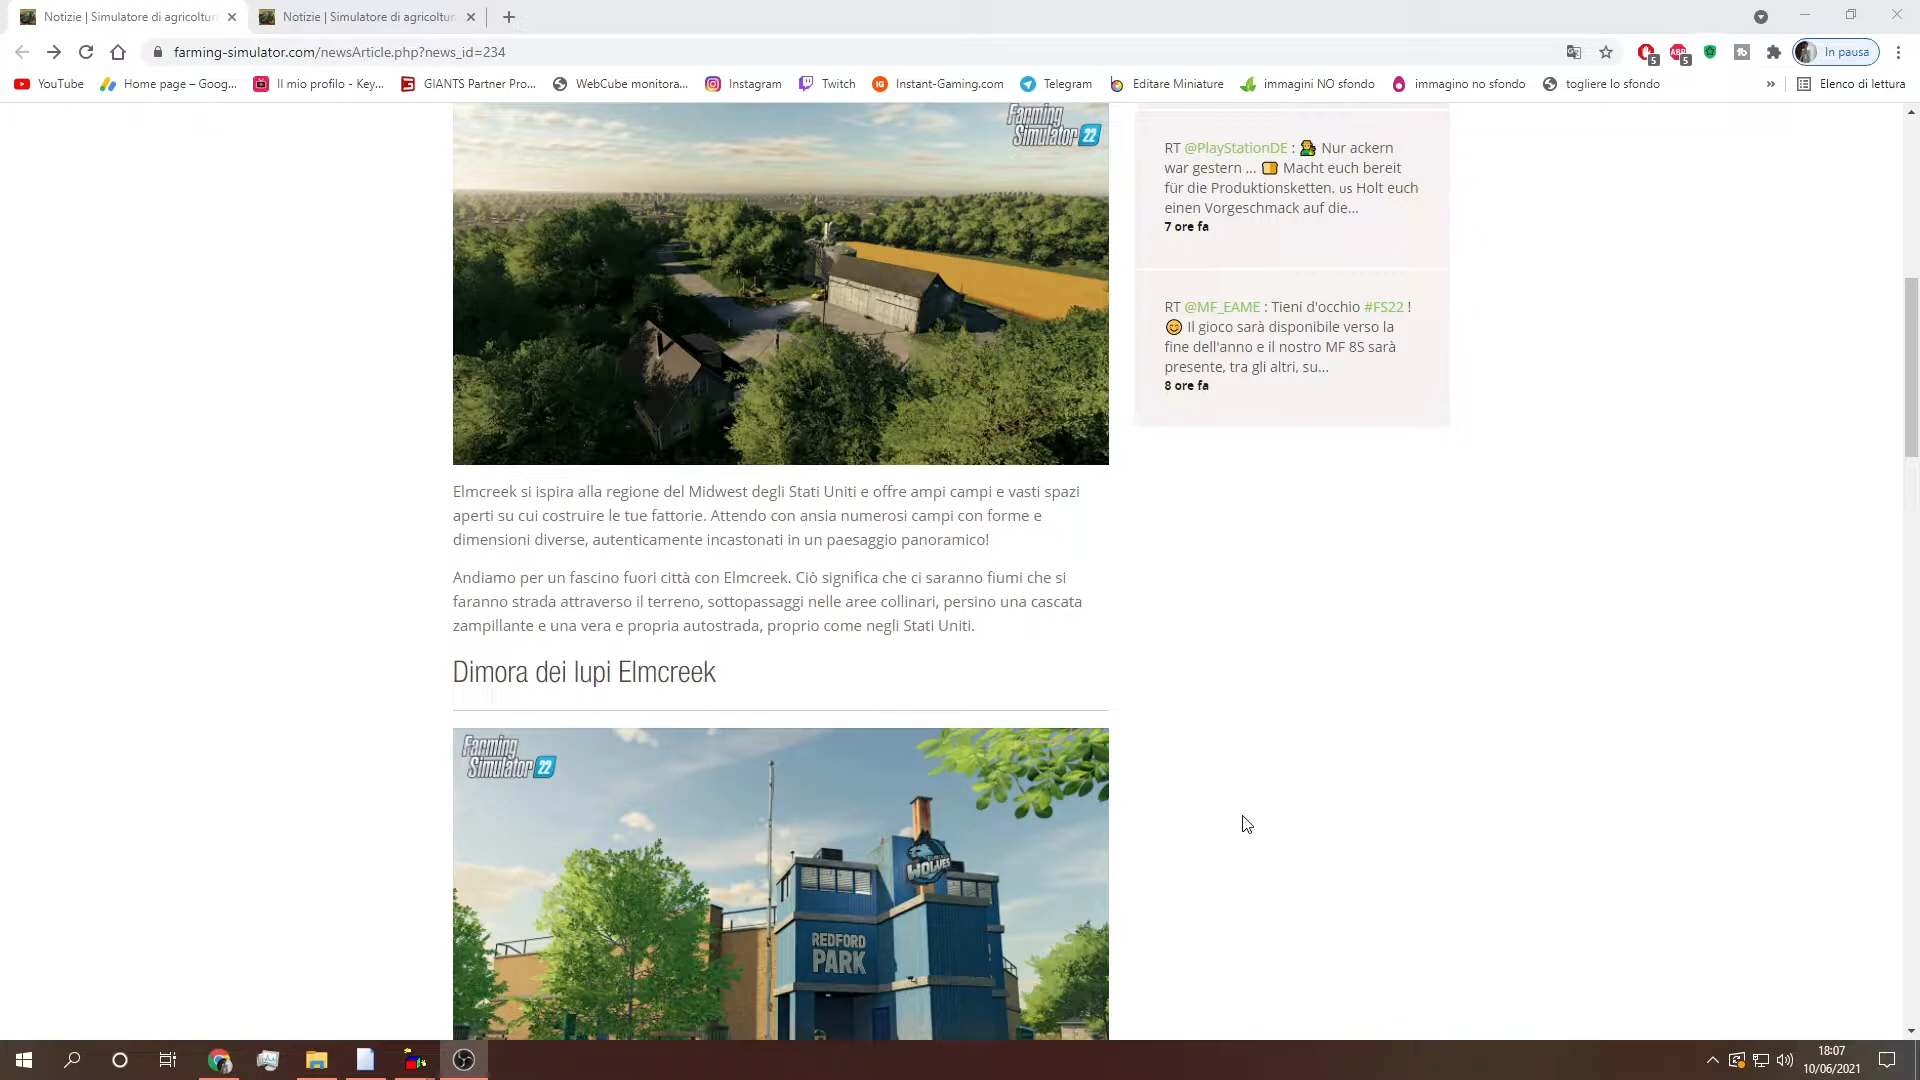 Notizie | Simulatore di agricoltur
Notizie | Simulatore di agricoltur
farming-simulator.com/newsArticle.php?news_id=234
5
ABP
5
In pausa
YouTube
Home page – Goog...
Il mio profilo - Key...
GIANTS Partner Pro...
WebCube monitora...
Instagram
Twitch
IG
Instant-Gaming.com
Telegram
Editare Miniature
immagini NO sfondo
immagino no sfondo
togliere lo sfondo
»
Elenco di lettura
Farming
Simulator 22
RT @PlayStationDE : 👩‍🌾 Nur ackern
war gestern ... 🍞 Macht euch bereit
für die Produktionsketten. us Holt euch
einen Vorgeschmack auf die...
7 ore fa
RT @MF_EAME : Tieni d'occhio #FS22 !
😊 Il gioco sarà disponibile verso la
fine dell'anno e il nostro MF 8S sarà
presente, tra gli altri, su...
8 ore fa
Elmcreek si ispira alla regione del Midwest degli Stati Uniti e offre ampi campi e vasti spazi
aperti su cui costruire le tue fattorie. Attendo con ansia numerosi campi con forme e
dimensioni diverse, autenticamente incastonati in un paesaggio panoramico!
Andiamo per un fascino fuori città con Elmcreek. Ciò significa che ci saranno fiumi che si
faranno strada attraverso il terreno, sottopassaggi nelle aree collinari, persino una cascata
zampillante e una vera e propria autostrada, proprio come negli Stati Uniti.
Dimora dei lupi Elmcreek
Farming
Simulator 22
WOLVES
REDFORD
PARK
18:07
10/06/2021